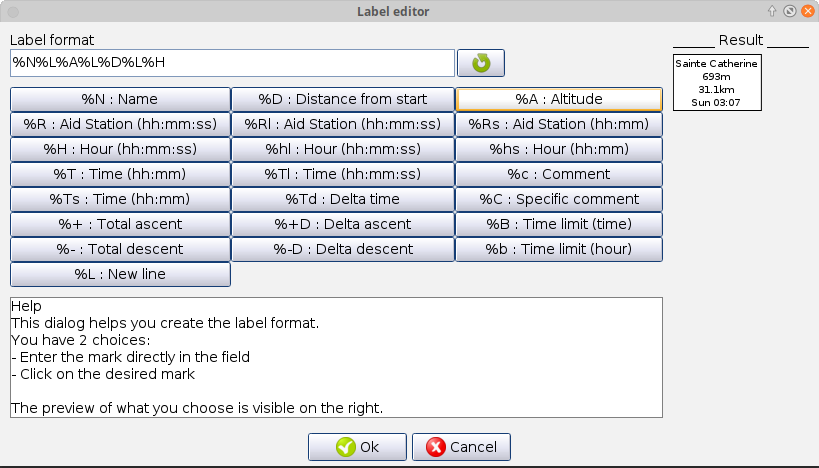 Label editor
Label format
%N%L%A%L%D%L%H
_____ Result _____
Sainte Catherine
693m
31.1km
Sun 03:07
%N : Name
%D : Distance from start
%A : Altitude
%R : Aid Station (hh:mm:ss)
%Rl : Aid Station (hh:mm:ss)
%Rs : Aid Station (hh:mm)
%H : Hour (hh:mm:ss)
%hl : Hour (hh:mm:ss)
%hs : Hour (hh:mm)
%T : Time (hh:mm)
%Tl : Time (hh:mm:ss)
%c : Comment
%Ts : Time (hh:mm)
%Td : Delta time
%C : Specific comment
%+ : Total ascent
%+D : Delta ascent
%B : Time limit (time)
%- : Total descent
%-D : Delta descent
%b : Time limit (hour)
%L : New line
Help
This dialog helps you create the label format.
You have 2 choices:
- Enter the mark directly in the field
- Click on the desired mark
The preview of what you choose is visible on the right.
Ok
Cancel